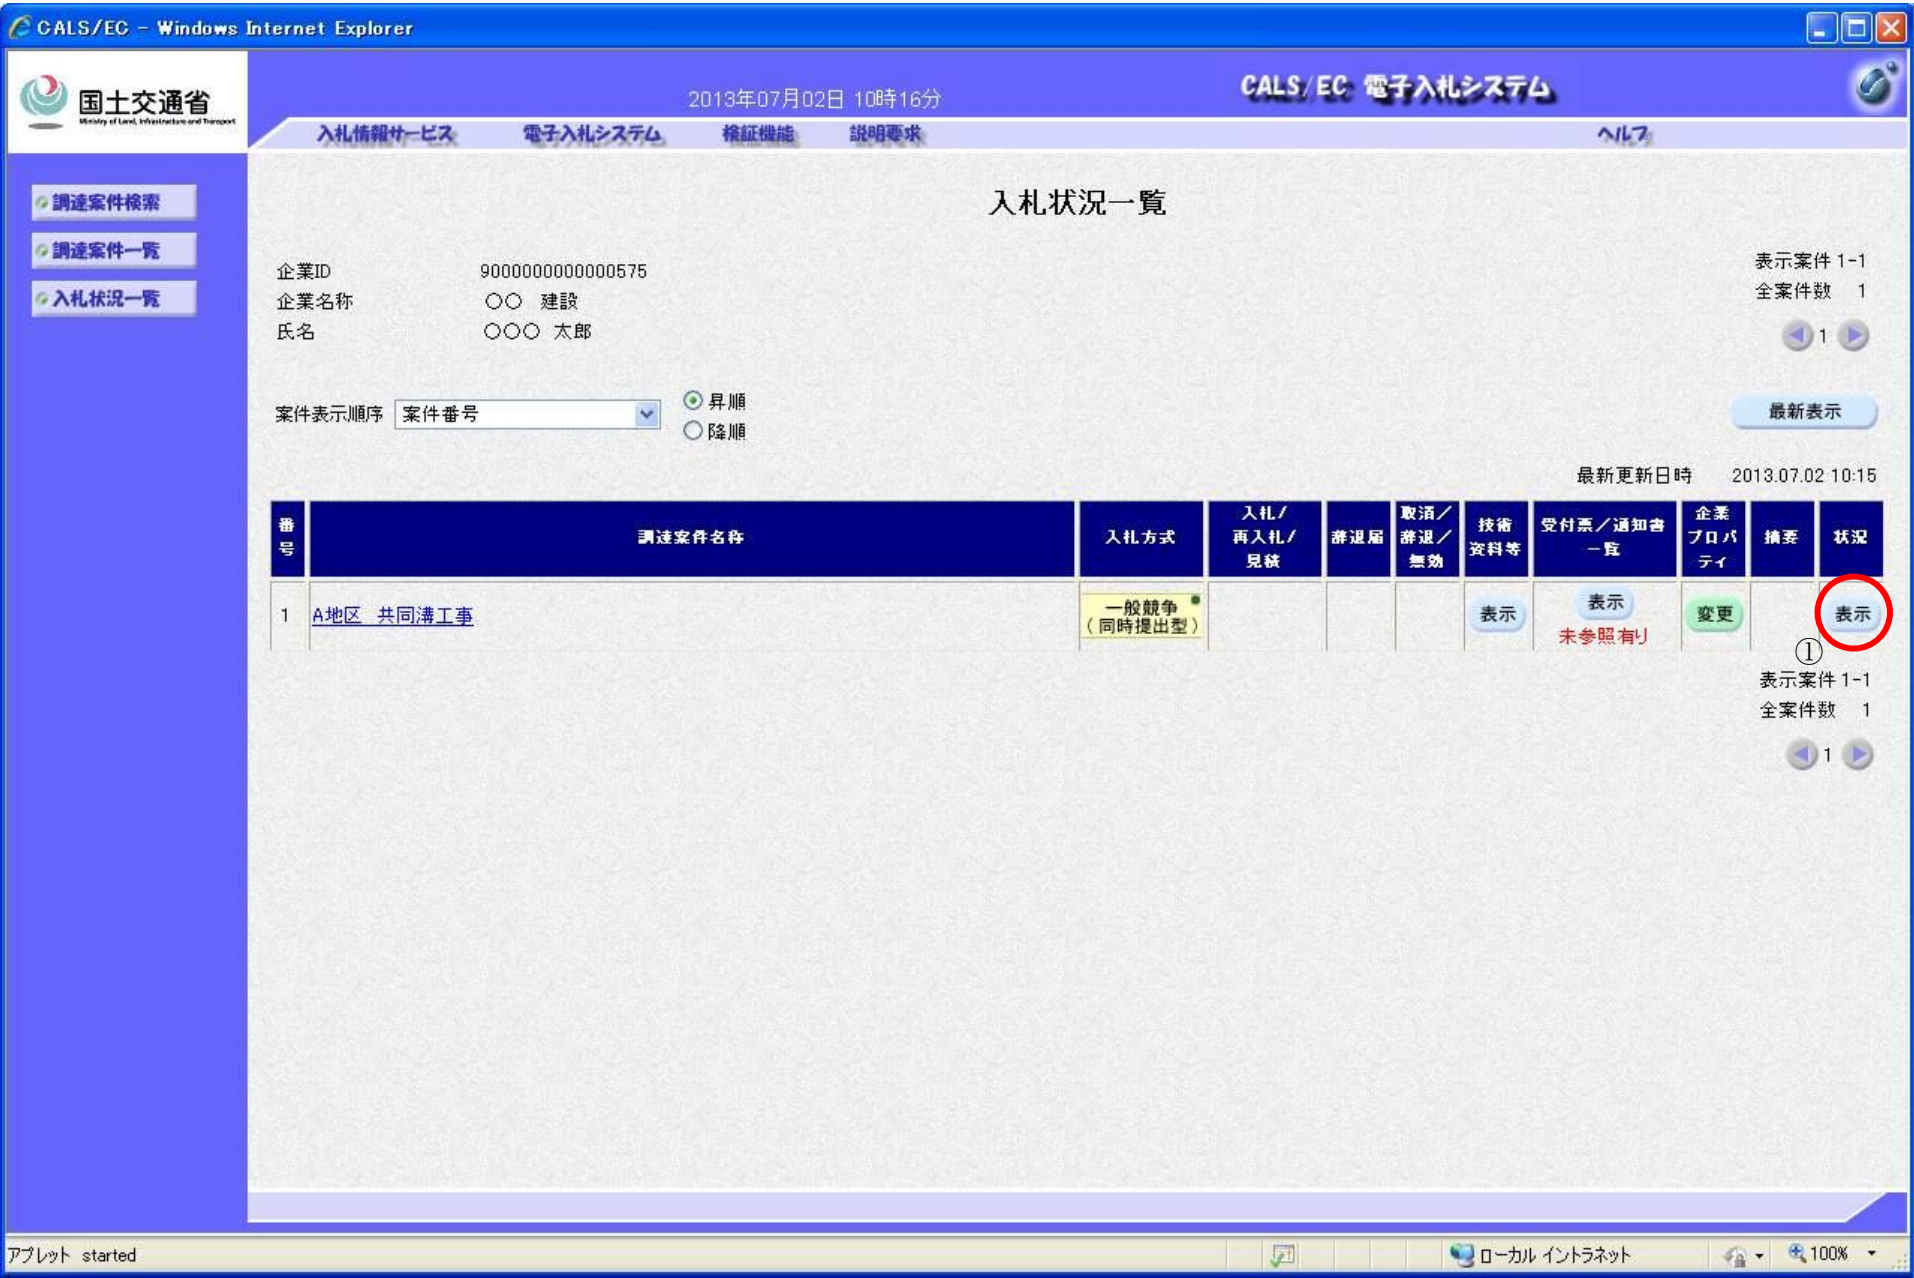 CALS/EC - Windows Internet Explorer
国土交通省
Ministry of Land, Infrastructure and Transport
2013年07月02日 10時16分
CALS/EC 電子入札システム
入札情報サービス 電子入札システム 検証機能 説明要求 ヘルプ
調達案件検索
調達案件一覧
入札状況一覧
入札状況一覧
企業ID 9000000000000575
企業名称 〇〇 建設
氏名 〇〇〇 太郎
表示案件 1-1
全案件数 1
1
案件表示順序 案件番号
昇順
降順
最新表示
最新更新日時 2013.07.02 10:15
番号 調達案件名称 入札方式 入札/再入札/見積 辞退届 取消/辞退/無効 技術資料等 受付票/通知書一覧 企業プロパティ 摘要 状況
1 A地区 共同溝工事 一般競争(同時提出型) 表示 表示 未参照有り 変更 表示
①
表示案件 1-1
全案件数 1
1
アプレット started
ローカル イントラネット
100%